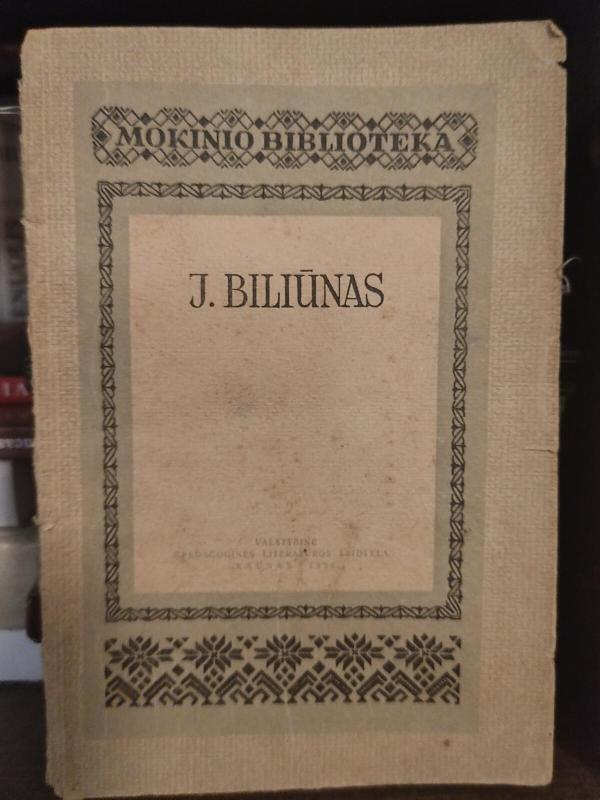 MOKINIO BIBLIOTEKA
J. BILIŪNAS
VALSTYBINĖ
PEDAGOGINĖS LITERATŪROS LEIDYKLA
KAUNAS